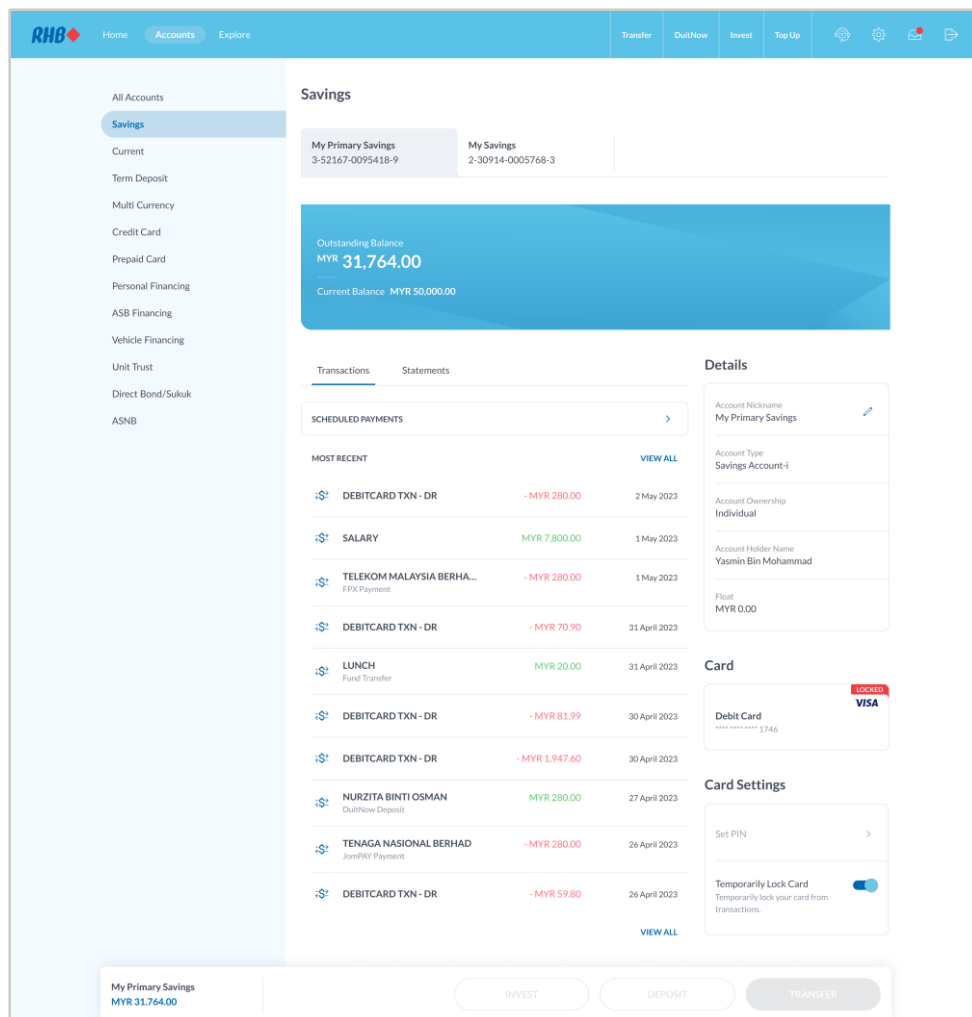 RHB
Home Accounts Explore Transfer DuitNow Invest Top Up
All Accounts
Savings
Current
Term Deposit
Multi Currency
Credit Card
Prepaid Card
Personal Financing
ASB Financing
Vehicle Financing
Unit Trust
Direct Bond/Sukuk
ASNB
Savings
My Primary Savings
3-52167-0095418-9
My Savings
2-30914-0005768-3
Outstanding Balance
MYR 31,764.00
Current Balance MYR 50,000.00
Transactions Statements
SCHEDULED PAYMENTS
MOST RECENT VIEW ALL
DEBITCARD TXN - DR - MYR 280.00 2 May 2023
SALARY MYR 7,800.00 1 May 2023
TELEKOM MALAYSIA BERHA... - MYR 280.00 1 May 2023
FPX Payment
DEBITCARD TXN - DR - MYR 70.90 31 April 2023
LUNCH MYR 20.00 31 April 2023
Fund Transfer
DEBITCARD TXN - DR - MYR 81.99 30 April 2023
DEBITCARD TXN - DR - MYR 1,947.60 30 April 2023
NURZITA BINTI OSMAN MYR 280.00 27 April 2023
DuitNow Deposit
TENAGA NASIONAL BERHAD - MYR 280.00 26 April 2023
JomPAY Payment
DEBITCARD TXN - DR - MYR 59.80 26 April 2023
VIEW ALL
Details
Account Nickname
My Primary Savings
Account Type
Savings Account-i
Account Ownership
Individual
Account Holder Name
Yasmin Bin Mohammad
Float
MYR 0.00
Card
LOCKED
VISA
Debit Card
**** **** **** 1746
Card Settings
Set PIN
Temporarily Lock Card
Temporarily lock your card from
transactions.
My Primary Savings
MYR 31.764.00
INVEST DEPOSIT TRANSFER